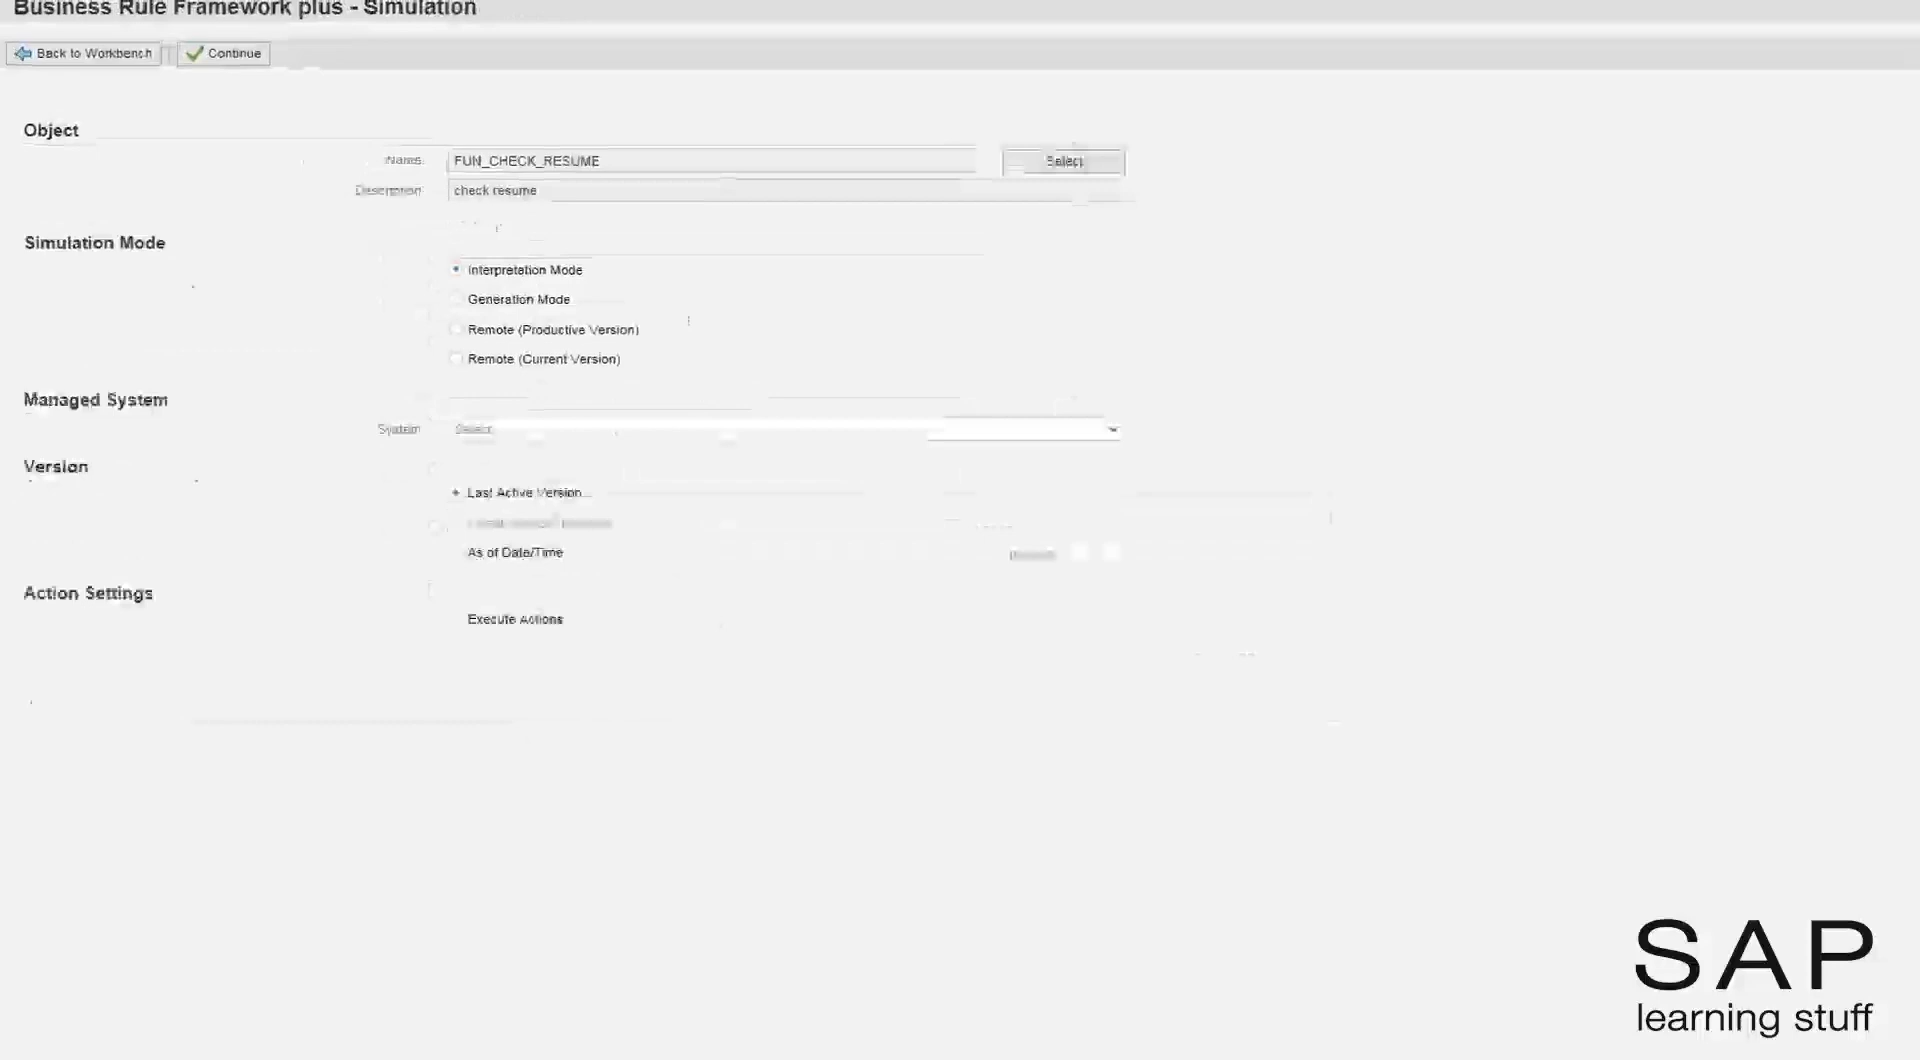 Business Rule Framework plus - Simulation
Back to Workbench
Continue
Object
Name
FUN_CHECK_RESUME
Select
Description
check resume
Simulation Mode
Interpretation Mode
Generation Mode
Remote (Productive Version)
Remote (Current Version)
Managed System
System
Select
Version
Last Active Version
As of Date/Time
Action Settings
Execute Actions
SAP
learning stuff